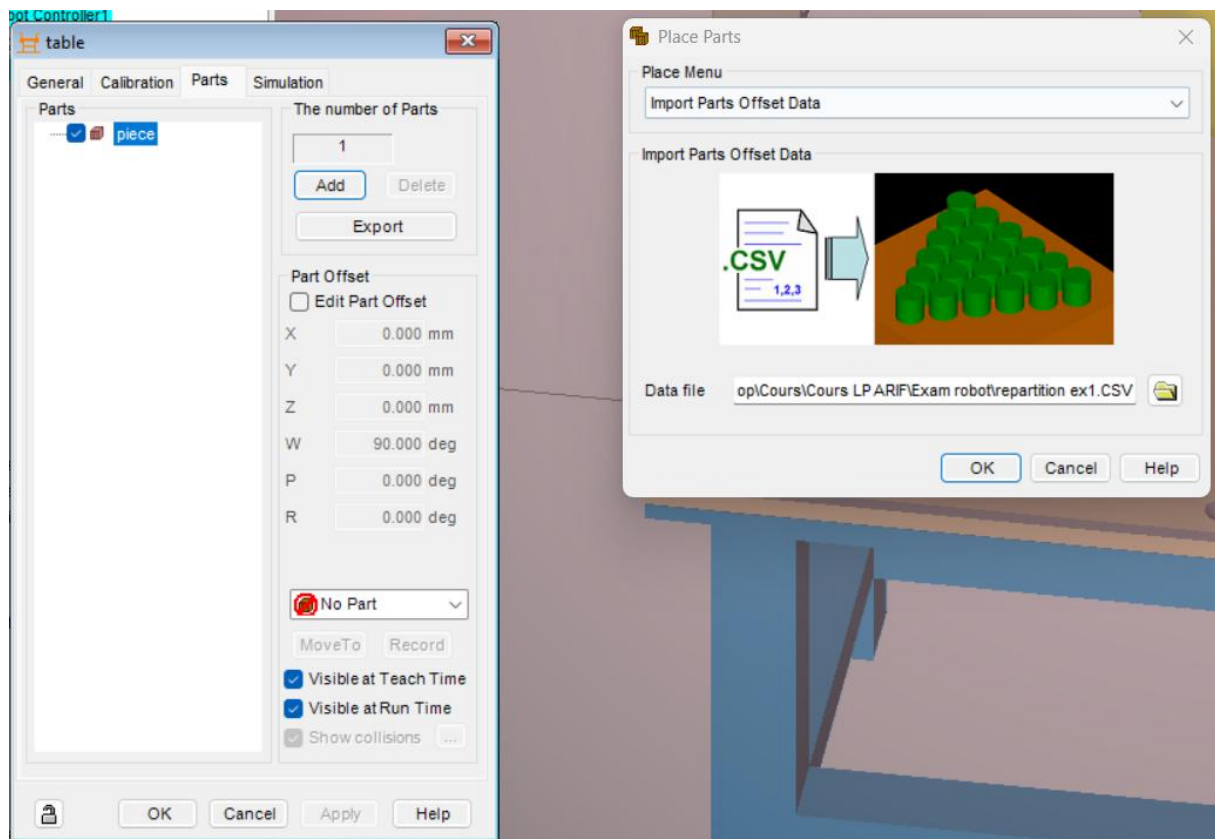 bot Controller1
table
General Calibration Parts Simulation
Parts
piece
The number of Parts
1
Add Delete
Export
Part Offset
Edit Part Offset
X 0.000 mm
Y 0.000 mm
Z 0.000 mm
W 90.000 deg
P 0.000 deg
R 0.000 deg
No Part
MoveTo Record
Visible at Teach Time
Visible at Run Time
Show collisions ...
OK Cancel Apply Help
Place Parts
Place Menu
Import Parts Offset Data
Import Parts Offset Data
.CSV
1,2,3
Data file op\Cours\Cours LP ARIF\Exam robot\repartition ex1.CSV
OK Cancel Help